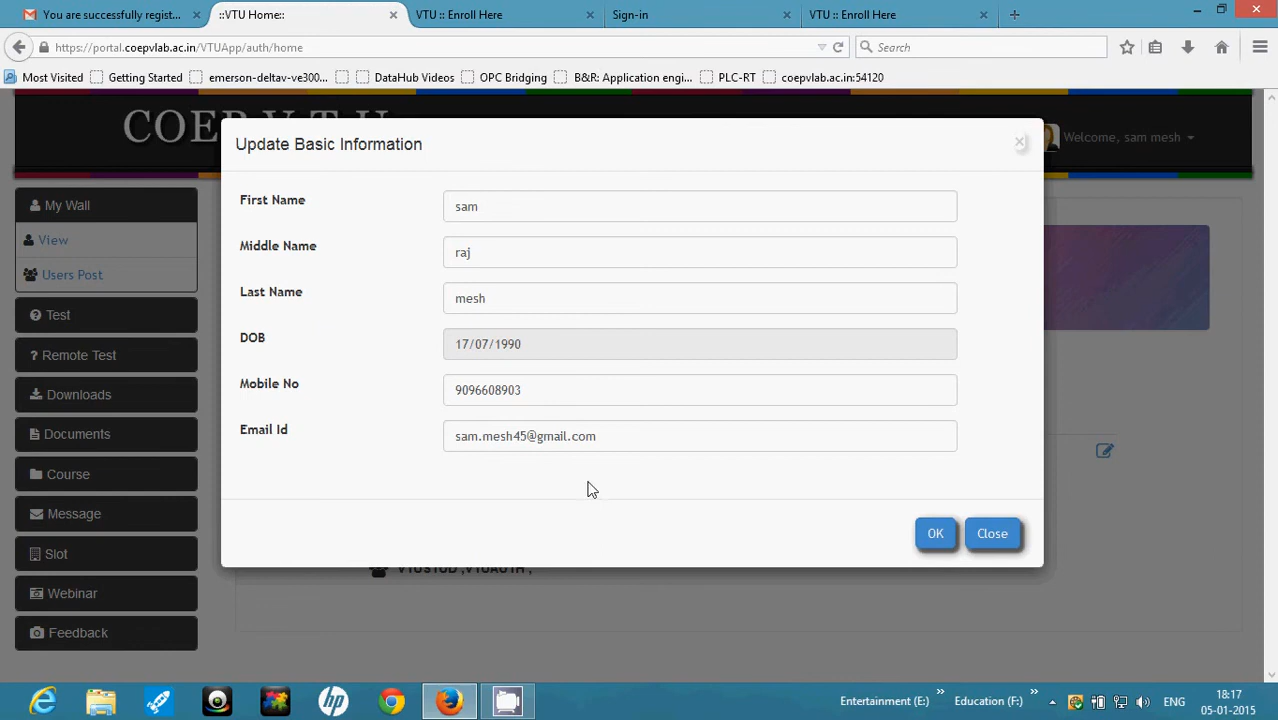 You are successfully regist...
::VTU Home::
VTU :: Enroll Here
Sign-in
VTU :: Enroll Here
https://portal.coepvlab.ac.in/VTUApp/auth/home
Search
Most Visited
Getting Started
emerson-deltav-ve300...
DataHub Videos
OPC Bridging
B&R: Application engi...
PLC-RT
coepvlab.ac.in:54120
COEP V T U
Welcome, sam mesh
Update Basic Information
×
My Wall
View
Users Post
Test
Remote Test
Downloads
Documents
Course
Message
Slot
Webinar
Feedback
First Name
sam
Middle Name
raj
Last Name
mesh
DOB
17/07/1990
Mobile No
9096608903
Email Id
sam.mesh45@gmail.com
OK
Close
VTUSTUD ,VTUAUTH ,
Entertainment (E:)
Education (F:)
ENG
18:17
05-01-2015